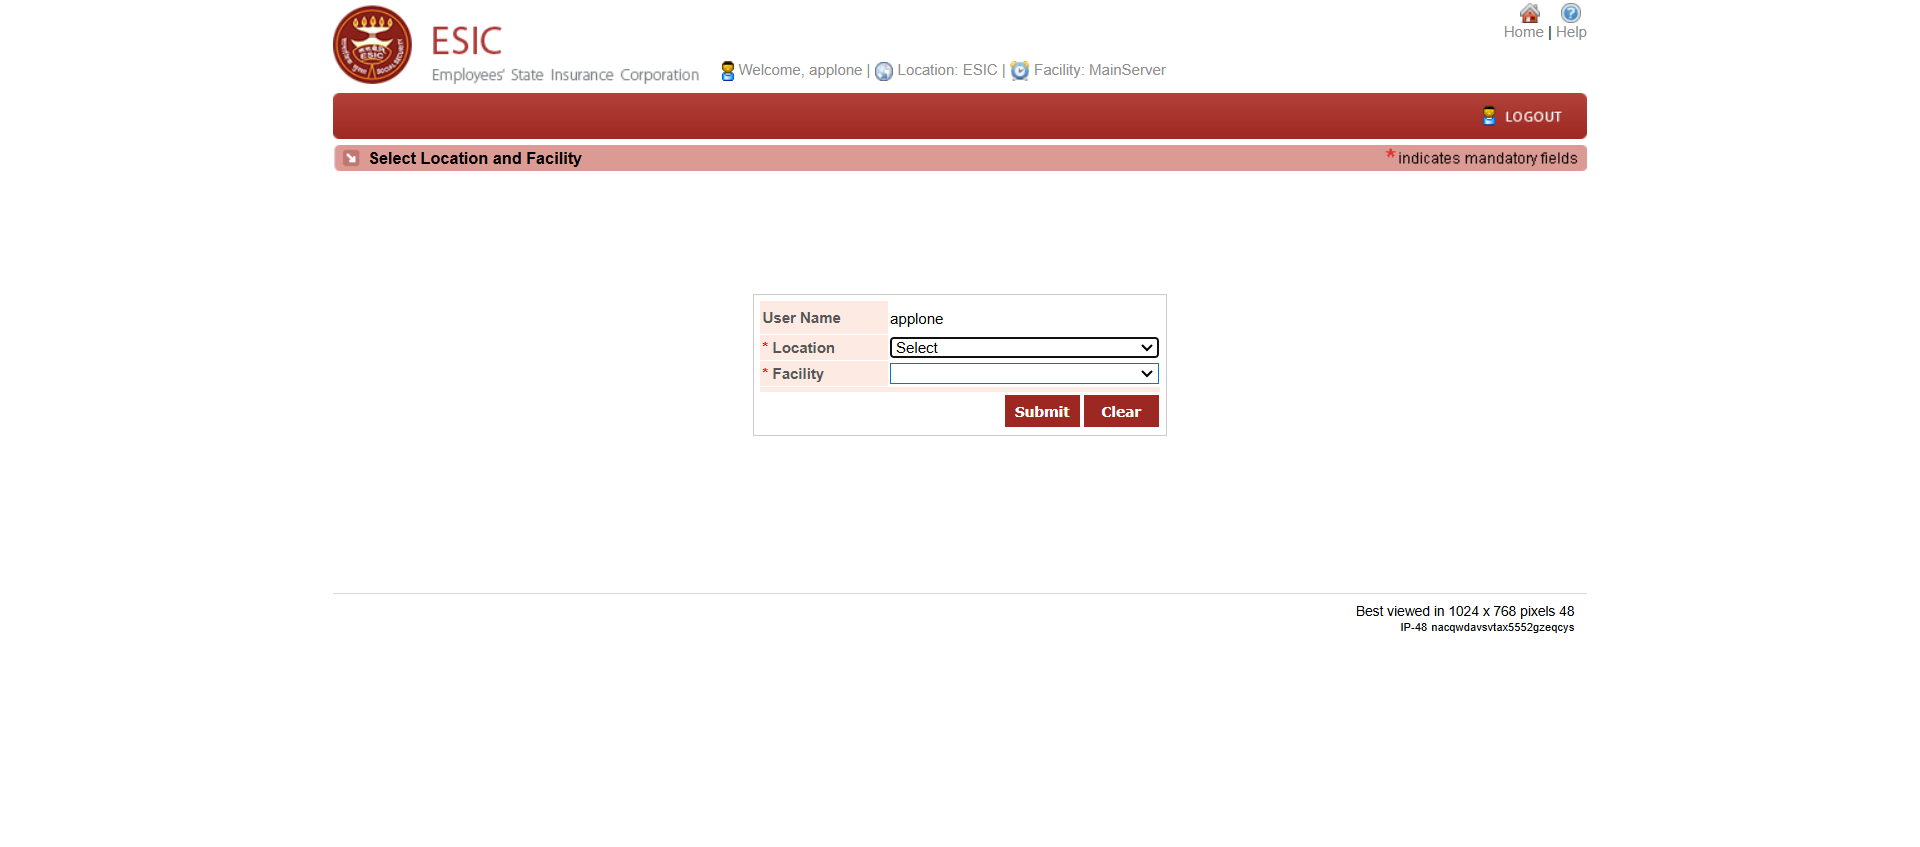 ESIC
Employees' State Insurance Corporation
Welcome, applone | Location: ESIC | Facility: MainServer
Home | Help
LOGOUT
Select Location and Facility
* indicates mandatory fields
User Name applone
* Location Select
* Facility
Submit Clear
Best viewed in 1024 x 768 pixels 48
IP-48 nacqwdavsvtax5552gzeqcys